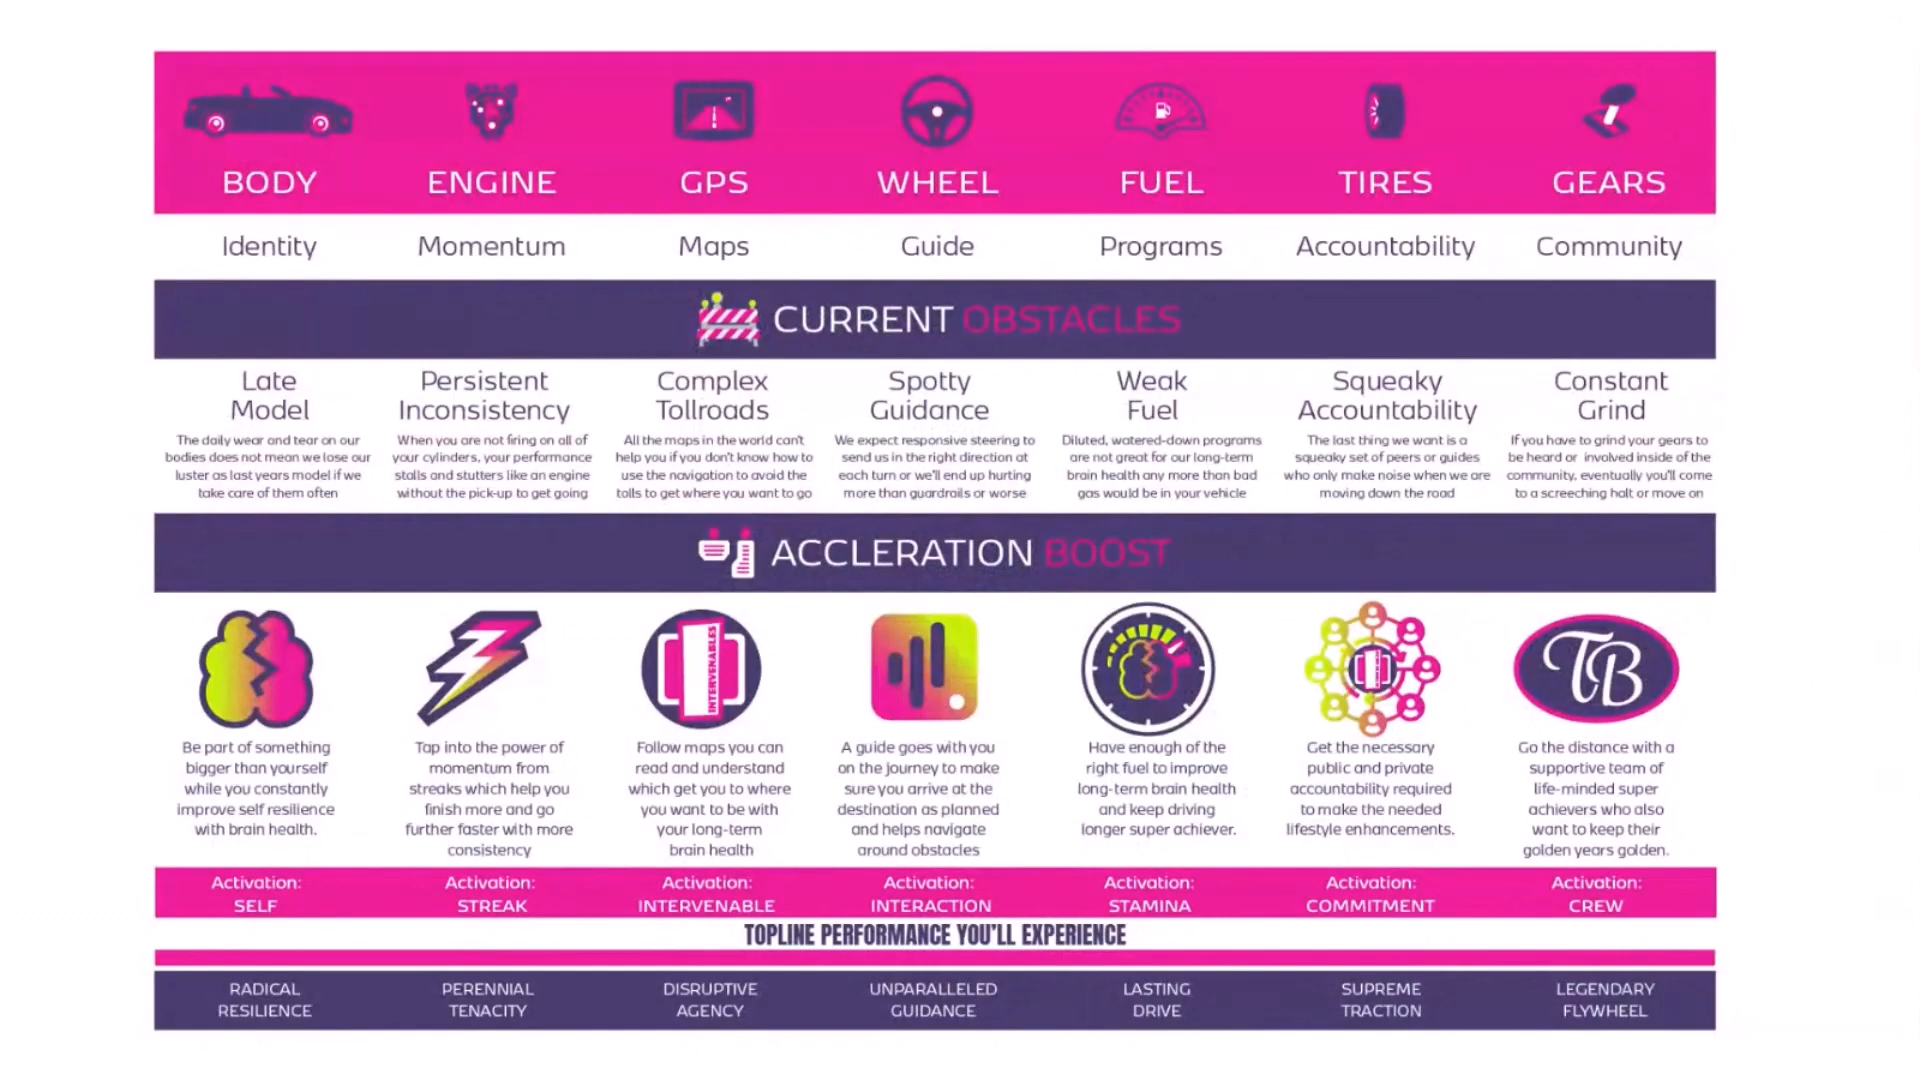 BODY
ENGINE
GPS
WHEEL
FUEL
TIRES
GEARS
Identity
Momentum
Maps
Guide
Programs
Accountability
Community
CURRENT OBSTACLES
Late
Model
The daily wear and tear on our
bodies does not mean we lose our
luster as last years model if we
take care of them often
Persistent
Inconsistency
When you are not firing on all of
your cylinders, your performance
stalls and stutters like an engine
without the pick-up to get going
Complex
Tollroads
All the maps in the world can't
help you if you don't know how to
use the navigation to avoid the
tolls to get where you want to go
Spotty
Guidance
We expect responsive steering to
send us in the right direction at
each turn or we'll end up hurting
more than guardrails or worse
Weak
Fuel
Diluted, watered-down programs
are not great for our long-term
brain health any more than bad
gas would be in your vehicle
Squeaky
Accountability
The last thing we want is a
squeaky set of peers or guides
who only make noise when we are
moving down the road
Constant
Grind
If you have to grind your gears to
be heard or involved inside of the
community, eventually you'll come
to a screeching halt or move on
ACCLERATION BOOST
Be part of something
bigger than yourself
while you constantly
improve self resilience
with brain health.
Tap into the power of
momentum from
streaks which help you
finish more and go
further faster with more
consistency
INTERVENABLES
Follow maps you can
read and understand
which get you to where
you want to be with
your long-term
brain health
A guide goes with you
on the journey to make
sure you arrive at the
destination as planned
and helps navigate
around obstacles
Have enough of the
right fuel to improve
long-term brain health
and keep driving
longer super achiever.
Get the necessary
public and private
accountability required
to make the needed
lifestyle enhancements.
TB
Go the distance with a
supportive team of
life-minded super
achievers who also
want to keep their
golden years golden.
Activation:
SELF
Activation:
STREAK
Activation:
INTERVENABLE
Activation:
INTERACTION
Activation:
STAMINA
Activation:
COMMITMENT
Activation:
CREW
TOPLINE PERFORMANCE YOU'LL EXPERIENCE
RADICAL
RESILIENCE
PERENNIAL
TENACITY
DISRUPTIVE
AGENCY
UNPARALLELED
GUIDANCE
LASTING
DRIVE
SUPREME
TRACTION
LEGENDARY
FLYWHEEL